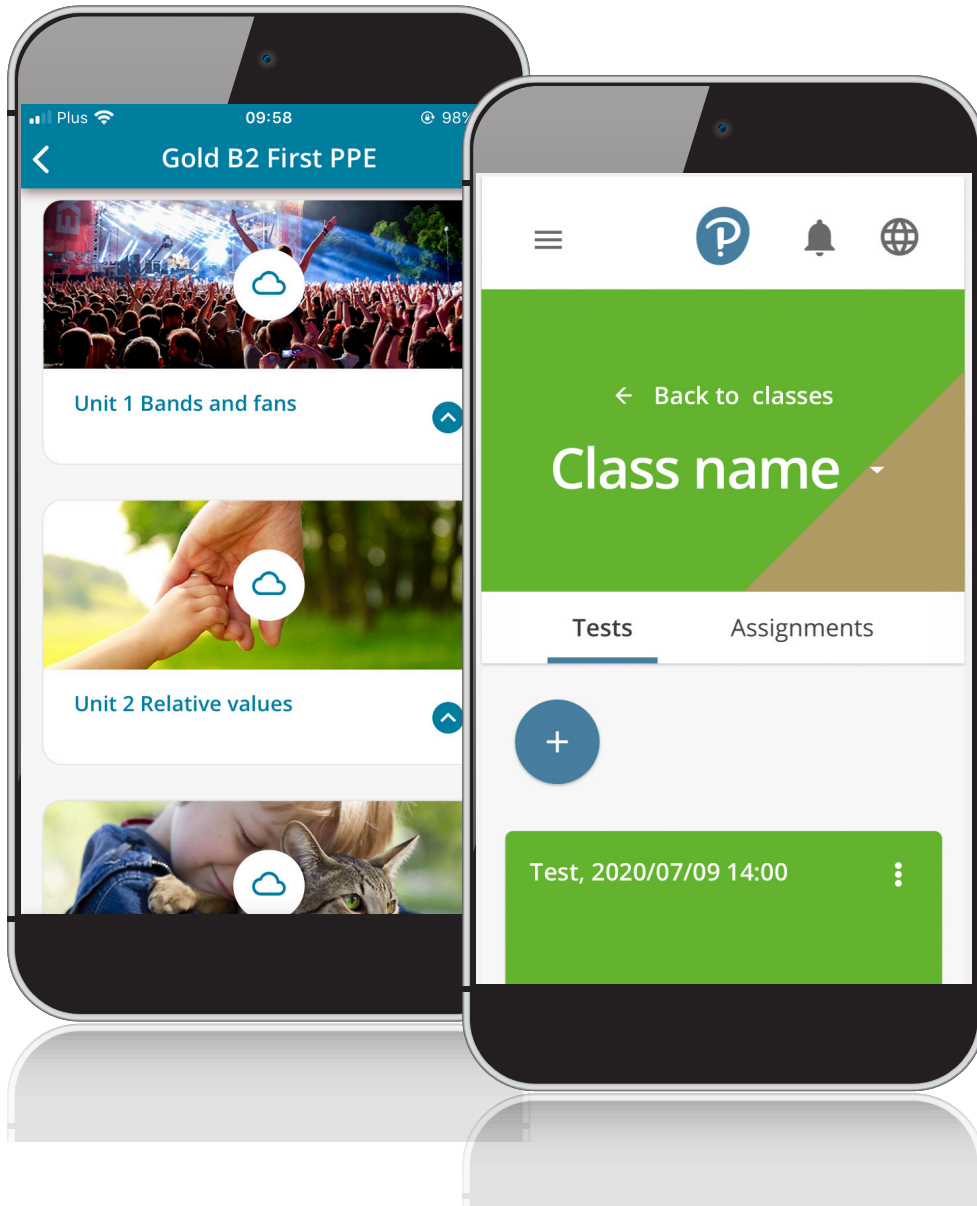 Plus
09:58
98%
Gold B2 First PPE
Unit 1 Bands and fans
Unit 2 Relative values
Back to classes
Class name
Tests
Assignments
Test, 2020/07/09 14:00